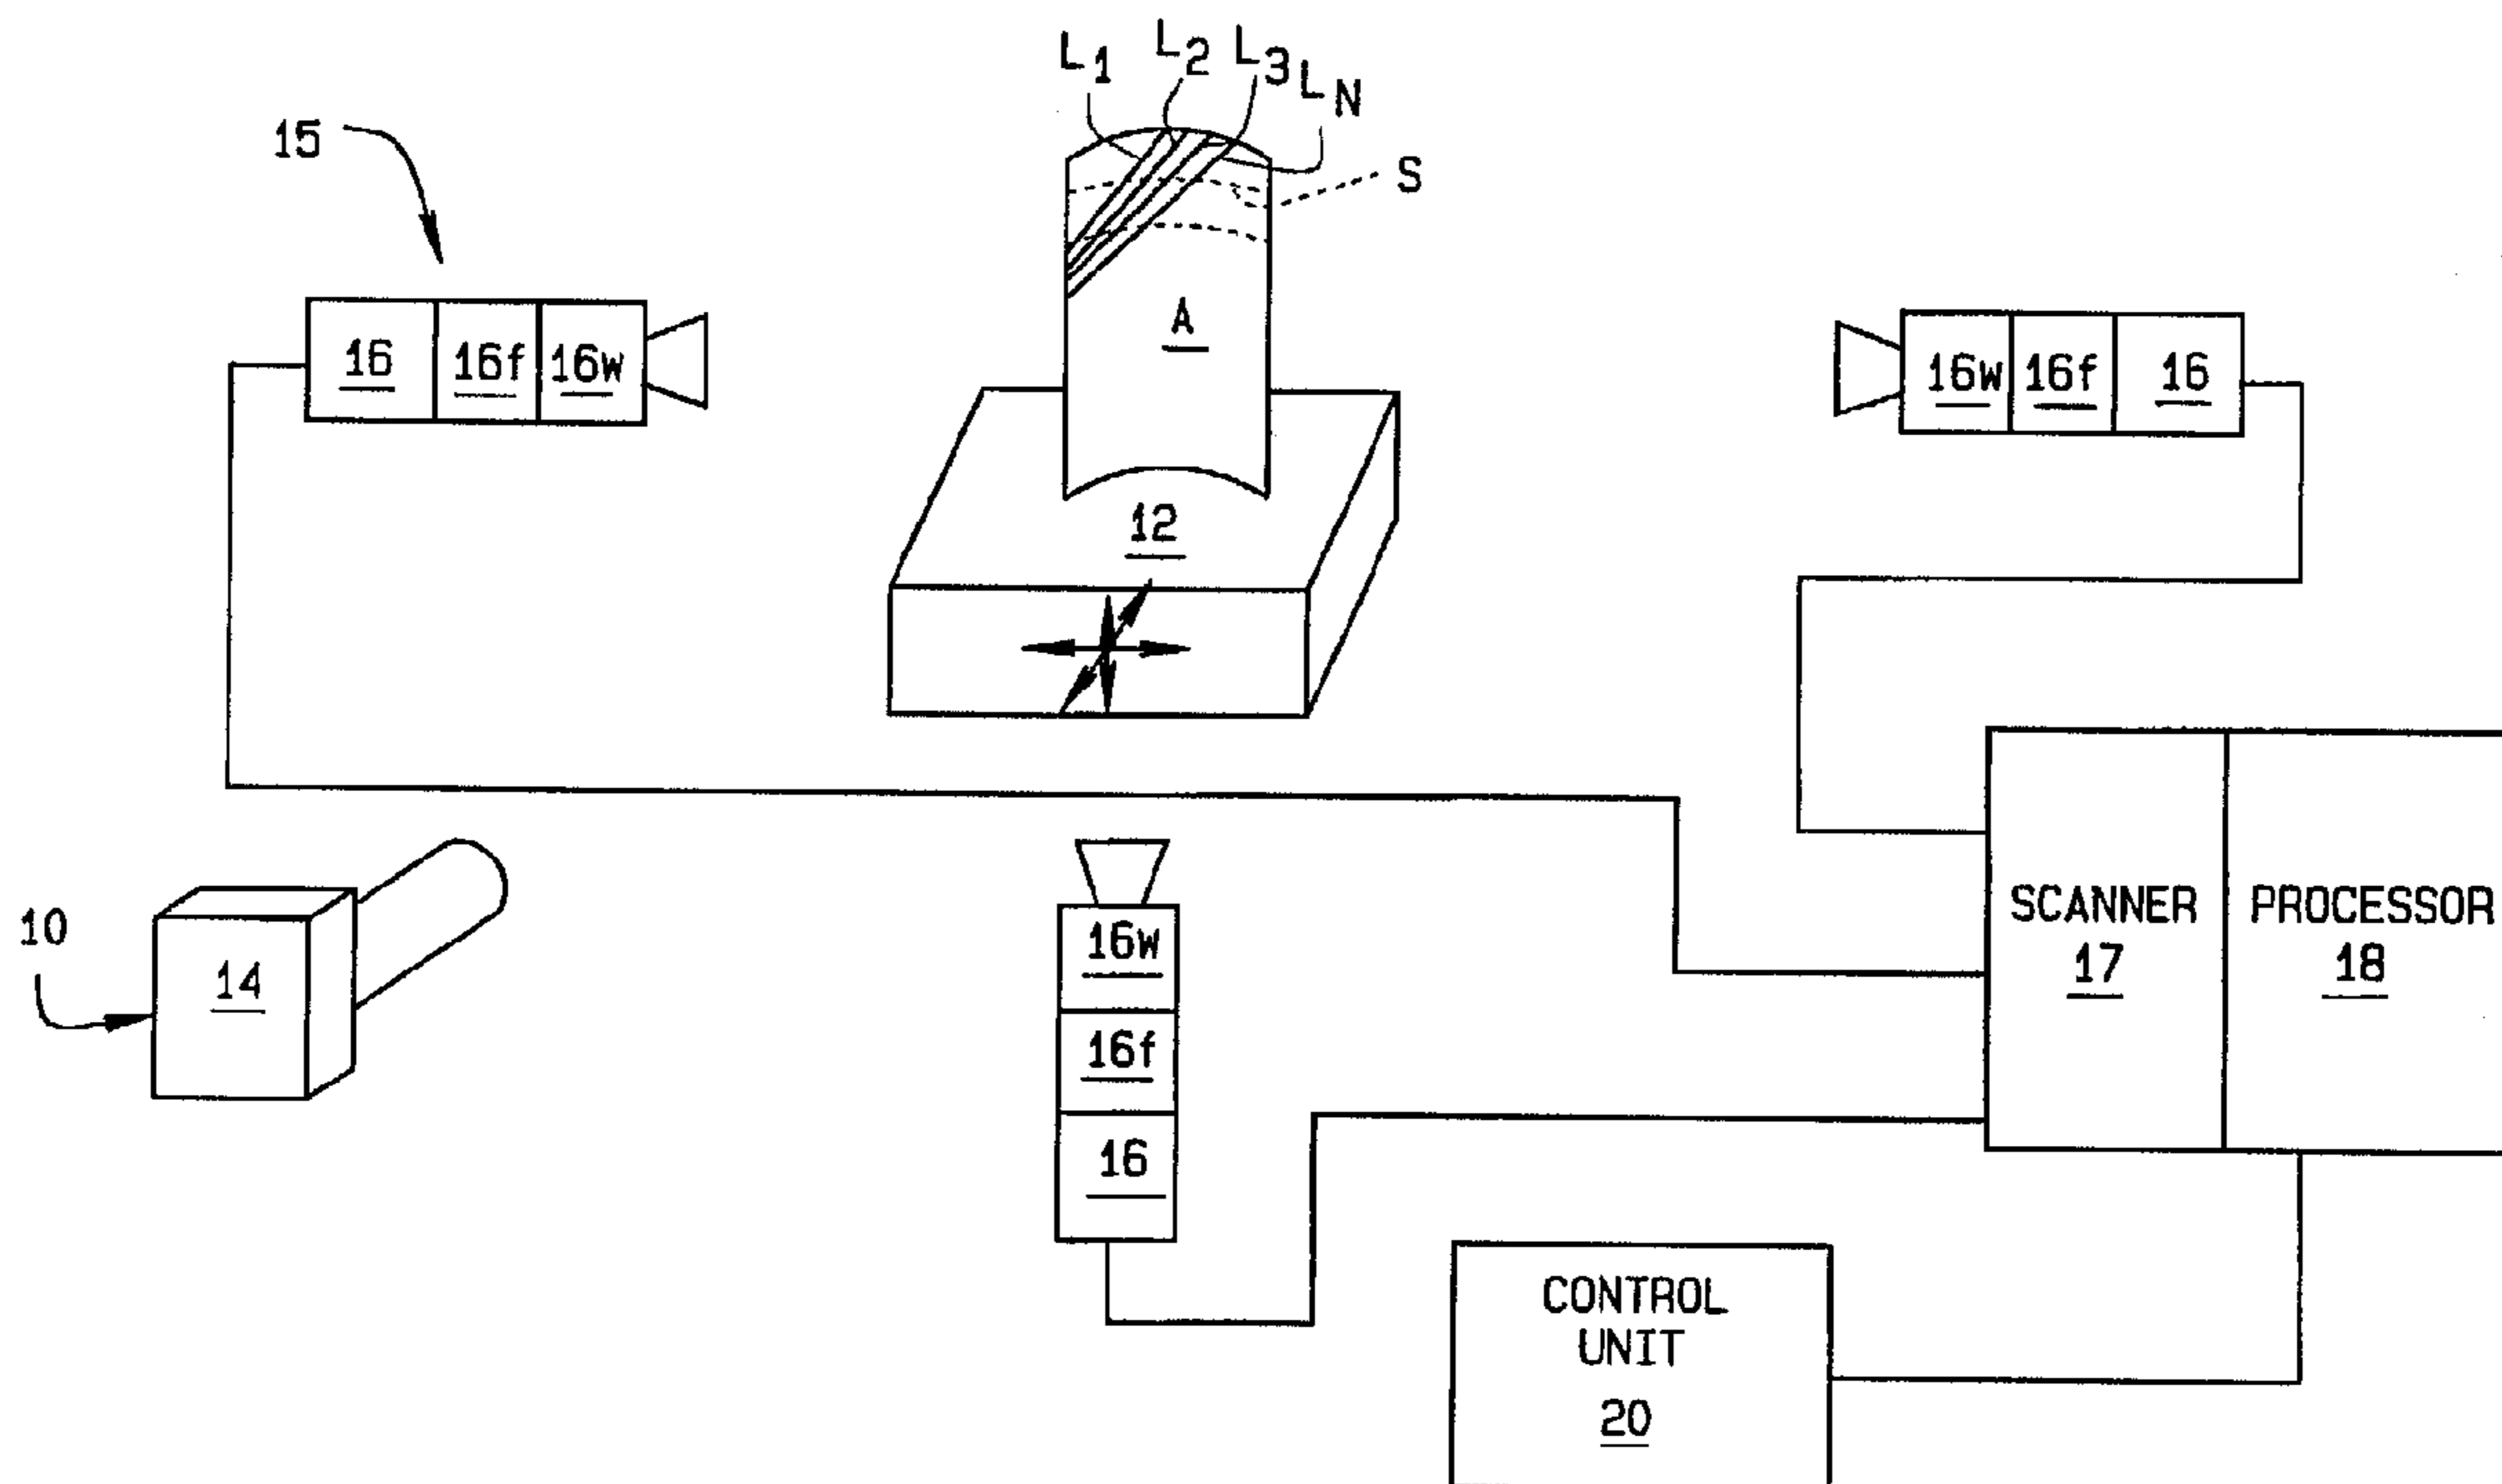 L1 L2 L3 LN
15
S
A
16 16f 16w
16w 16f 16
12
10
14
16w
16f
16
SCANNER
17
PROCESSOR
18
CONTROL
UNIT
20